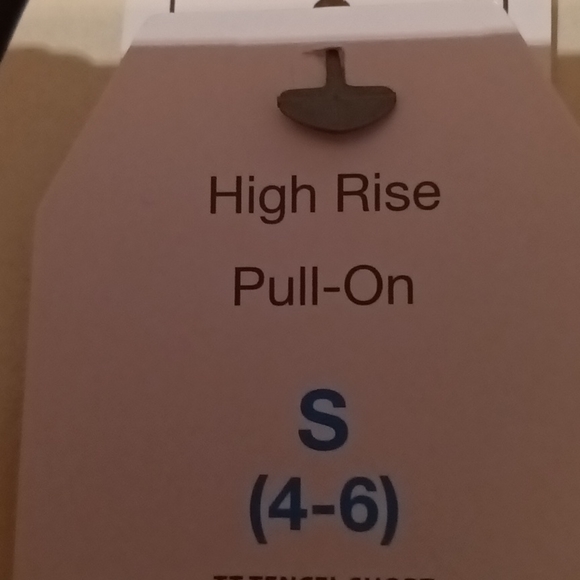 High Rise
Pull-On
S
(4-6)